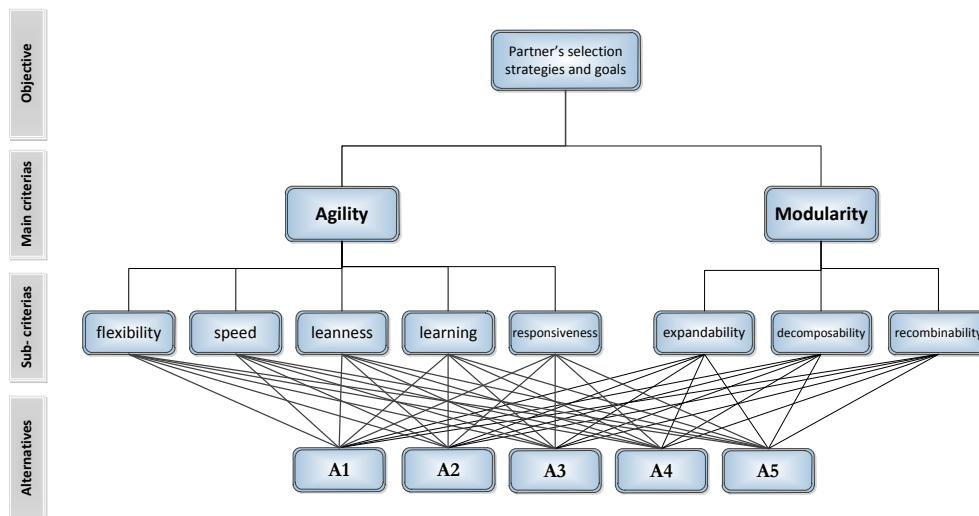 Objective
Partner's selection
strategies and goals
Main criterias
Agility
Modularity
Sub- criterias
flexibility
speed
leanness
learning
responsiveness
expandability
decomposability
recombinability
Alternatives
A1
A2
A3
A4
A5